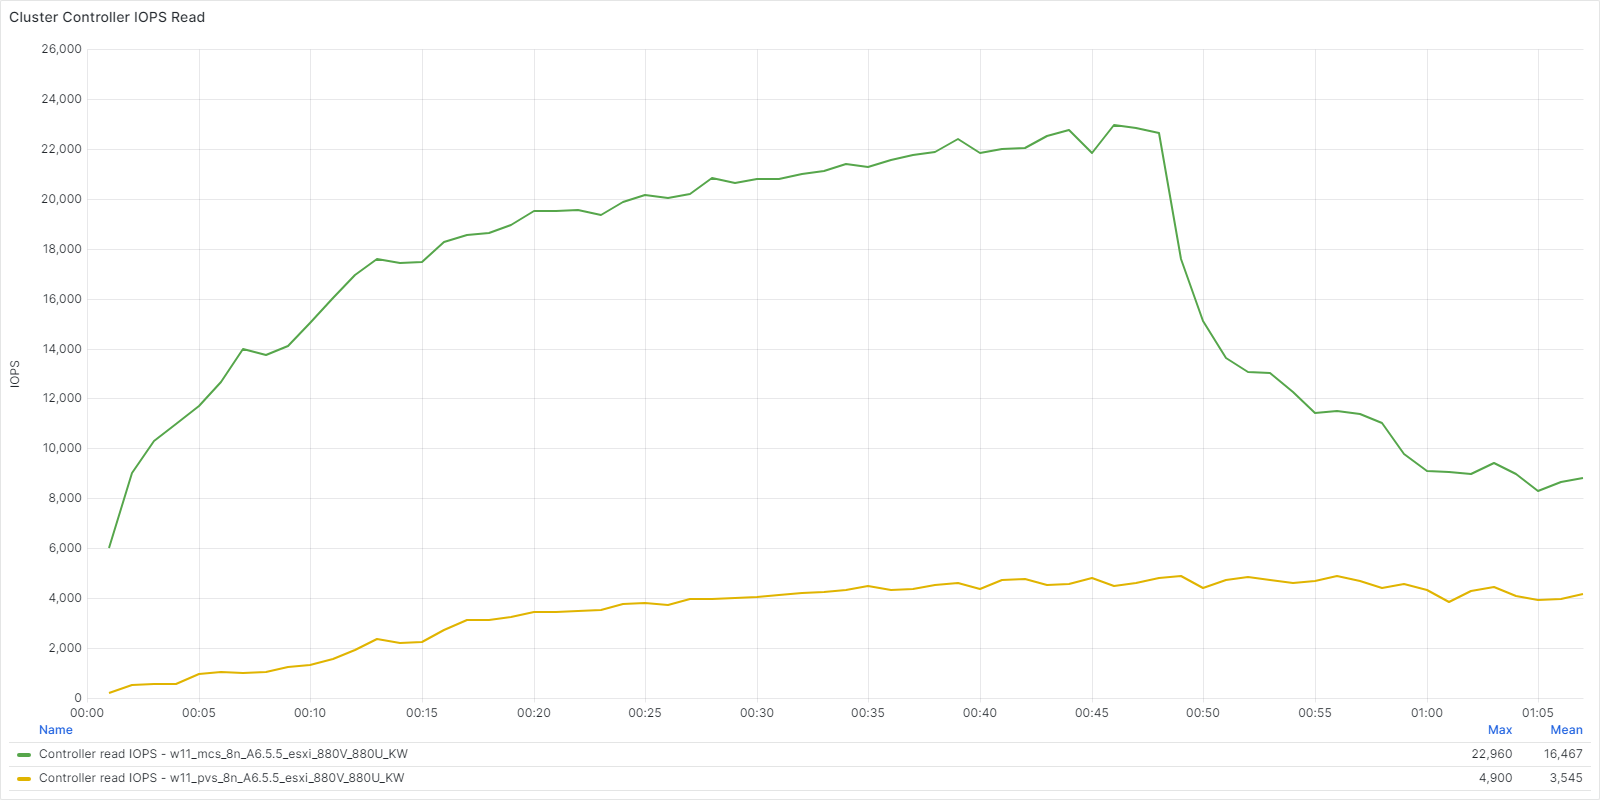 Cluster Controller IOPS Read
26,000
24,000
22,000
20,000
18,000
16,000
14,000
12,000
10,000
8,000
6,000
4,000
2,000
0
IOPS
00:00 00:05 00:10 00:15 00:20 00:25 00:30 00:35 00:40 00:45 00:50 00:55 01:00 01:05
Name Max Mean
Controller read IOPS - w11_mcs_8n_A6.5.5_esxi_880V_880U_KW 22,960 16,467
Controller read IOPS - w11_pvs_8n_A6.5.5_esxi_880V_880U_KW 4,900 3,545